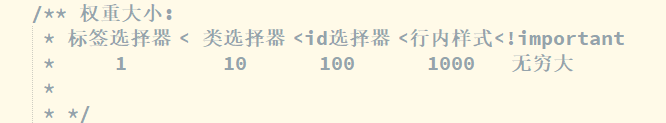 /** 权重大小：
* 标签选择器 < 类选择器 <id选择器 <行内样式<!important
* 1 10 100 1000 无穷大
*
* */